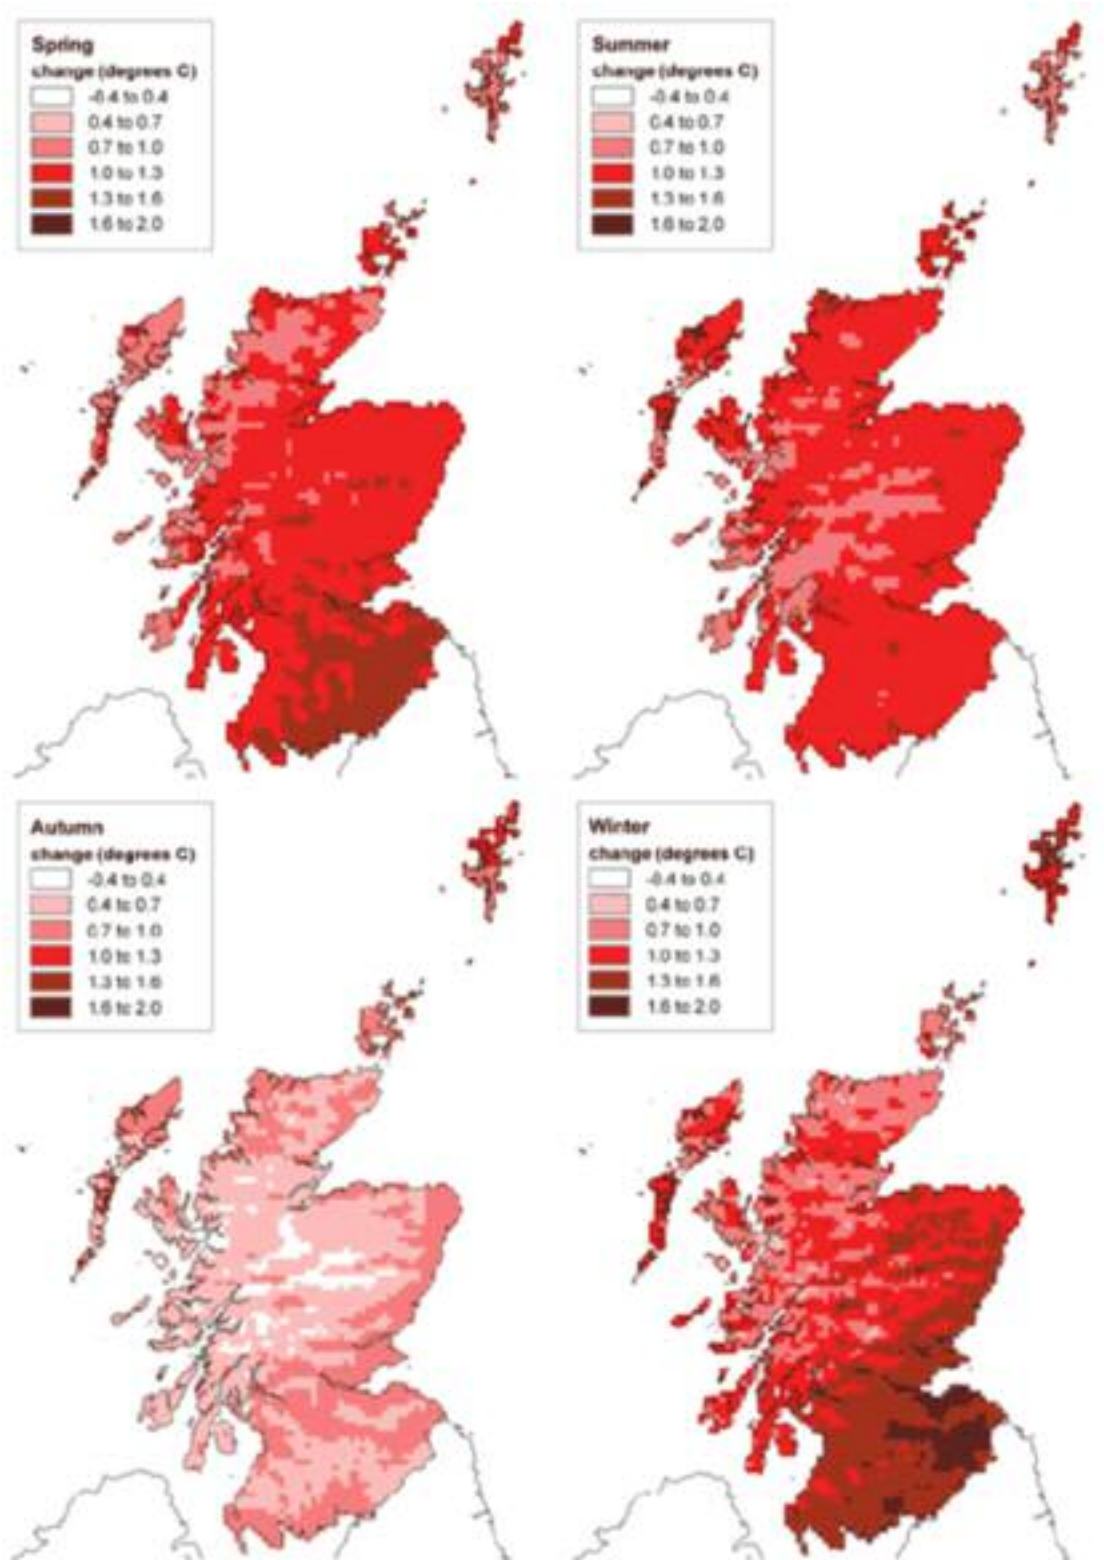 Spring
change (degrees C)
-0.4 to 0.4
0.4 to 0.7
0.7 to 1.0
1.0 to 1.3
1.3 to 1.6
1.6 to 2.0
Summer
change (degrees C)
-0.4 to 0.4
0.4 to 0.7
0.7 to 1.0
1.0 to 1.3
1.3 to 1.6
1.6 to 2.0
Autumn
change (degrees C)
-0.4 to 0.4
0.4 to 0.7
0.7 to 1.0
1.0 to 1.3
1.3 to 1.6
1.6 to 2.0
Winter
change (degrees C)
-0.4 to 0.4
0.4 to 0.7
0.7 to 1.0
1.0 to 1.3
1.3 to 1.6
1.6 to 2.0